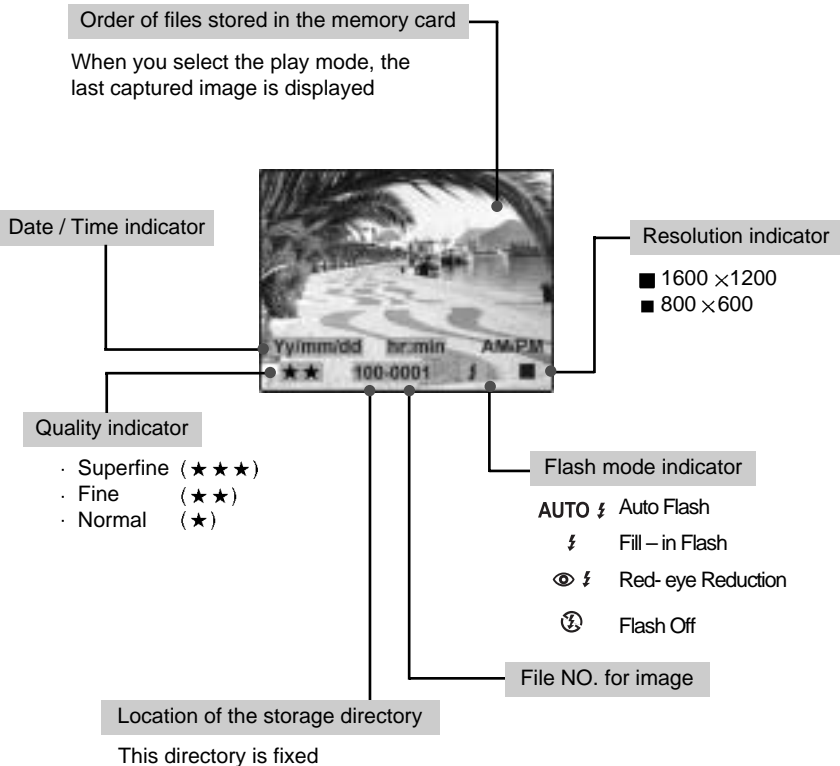 Order of files stored in the memory card
When you select the play mode, the
last captured image is displayed
Date / Time indicator
Resolution indicator
■ 1600 ×1200
■ 800 ×600
Yy/mm/dd hr:min AM/PM
★★ 100-0001
Quality indicator
· Superfine (★★★)
· Fine (★★)
· Normal (★)
Flash mode indicator
AUTO Auto Flash
Fill – in Flash
Red- eye Reduction
Flash Off
File NO. for image
Location of the storage directory
This directory is fixed